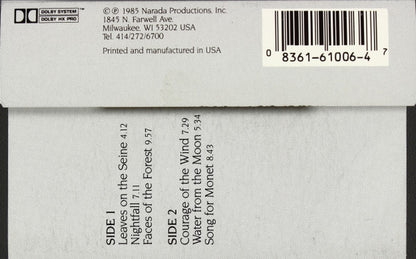 DOLBY SYSTEM
DOLBY HX PRO
© ℗ 1985 Narada Productions, Inc.
1845 N. Farwell Ave.
Milwaukee, WI 53202 USA
Tel. 414/272/6700
Printed and manufactured in USA
0 8361-61006-4 7
SIDE 1
Leaves on the Seine 4.12
Nightfall 7.11
Faces of the Forest 9.57
SIDE 2
Courage of the Wind 7.29
Water from the Moon 5.34
Song for Monet 8.43